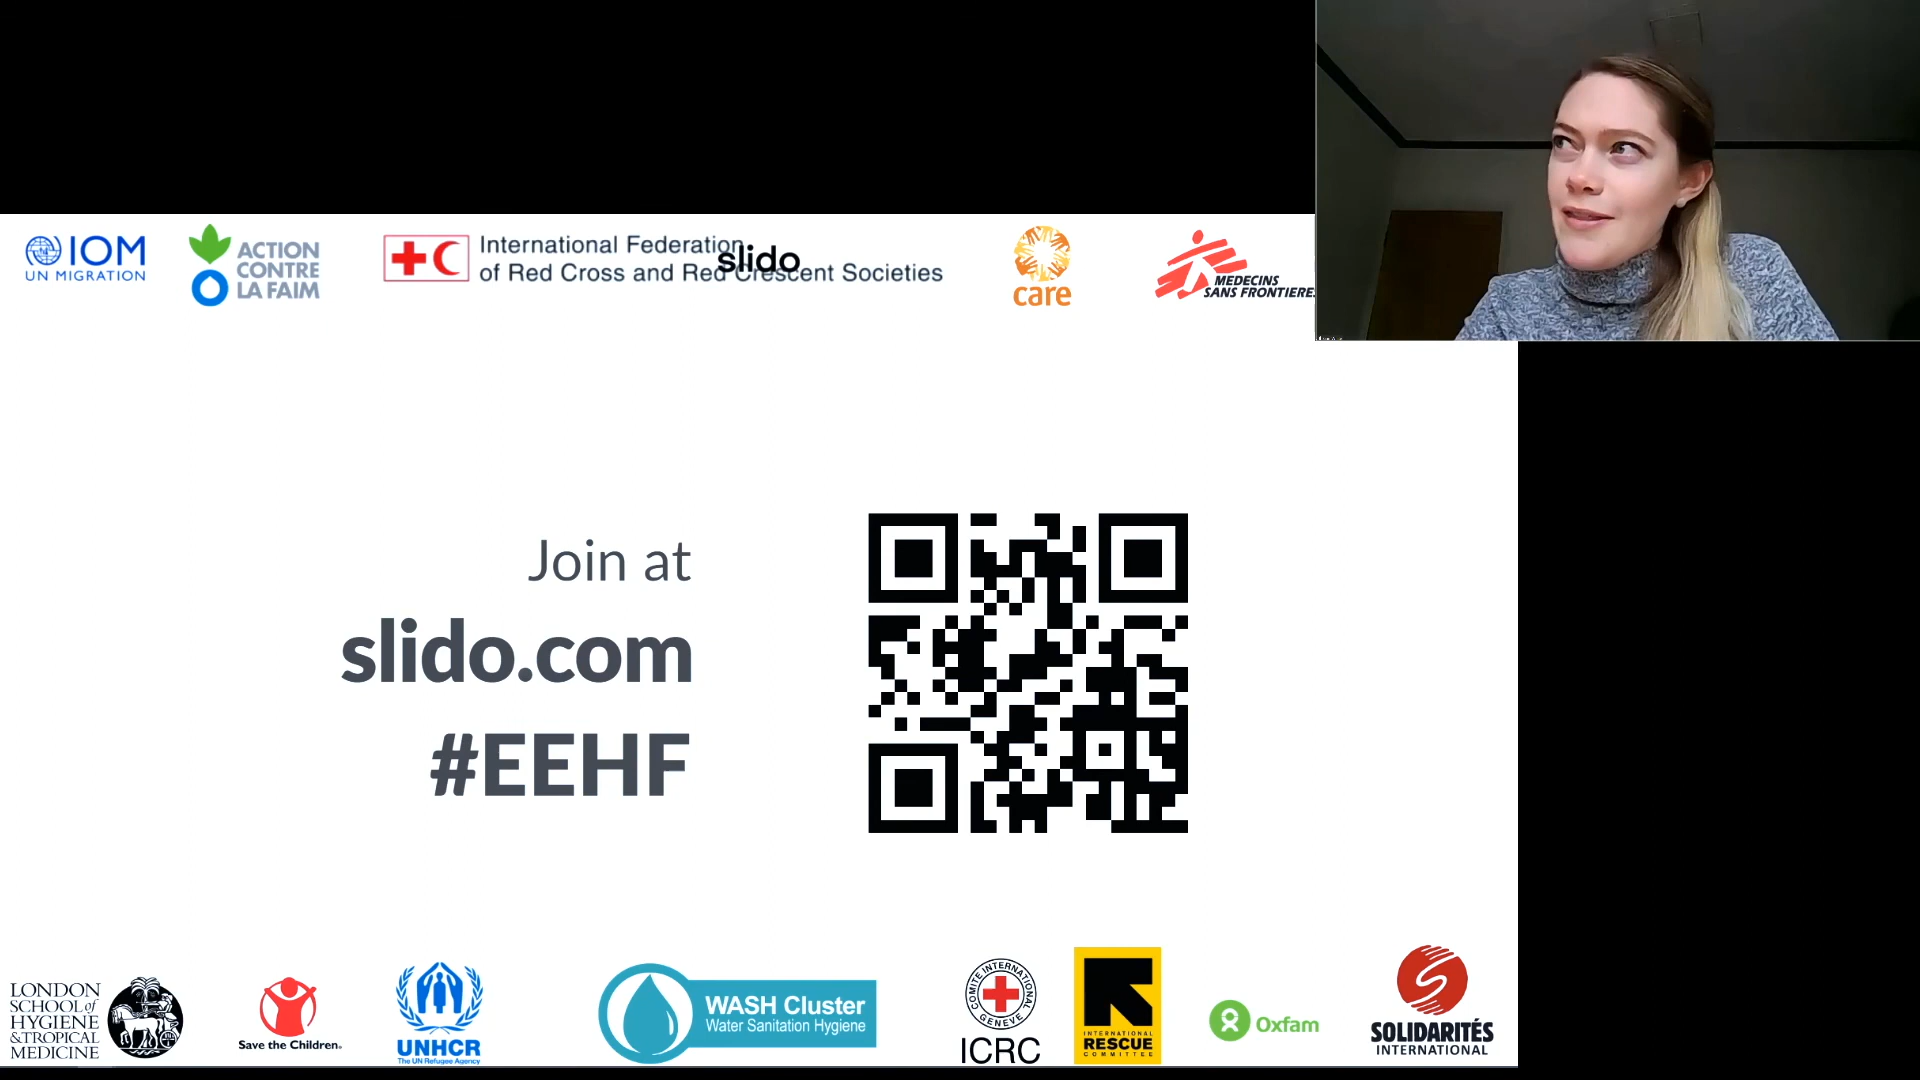 IOM
UN MIGRATION
ACTION
CONTRE
LA FAIM
International Federation
of Red Cross and Red Crescent Societies
slido
care
MEDECINS
SANS FRONTIERES
Join at
slido.com
#EEHF
LONDON
SCHOOL of
HYGIENE
& TROPICAL
MEDICINE
Save the Children.
UNHCR
The UN Refugee Agency
WASH Cluster
Water Sanitation Hygiene
COMITE INTERNATIONAL
GENEVE
ICRC
INTERNATIONAL
RESCUE
COMMITTEE
Oxfam
SOLIDARITÉS
INTERNATIONAL